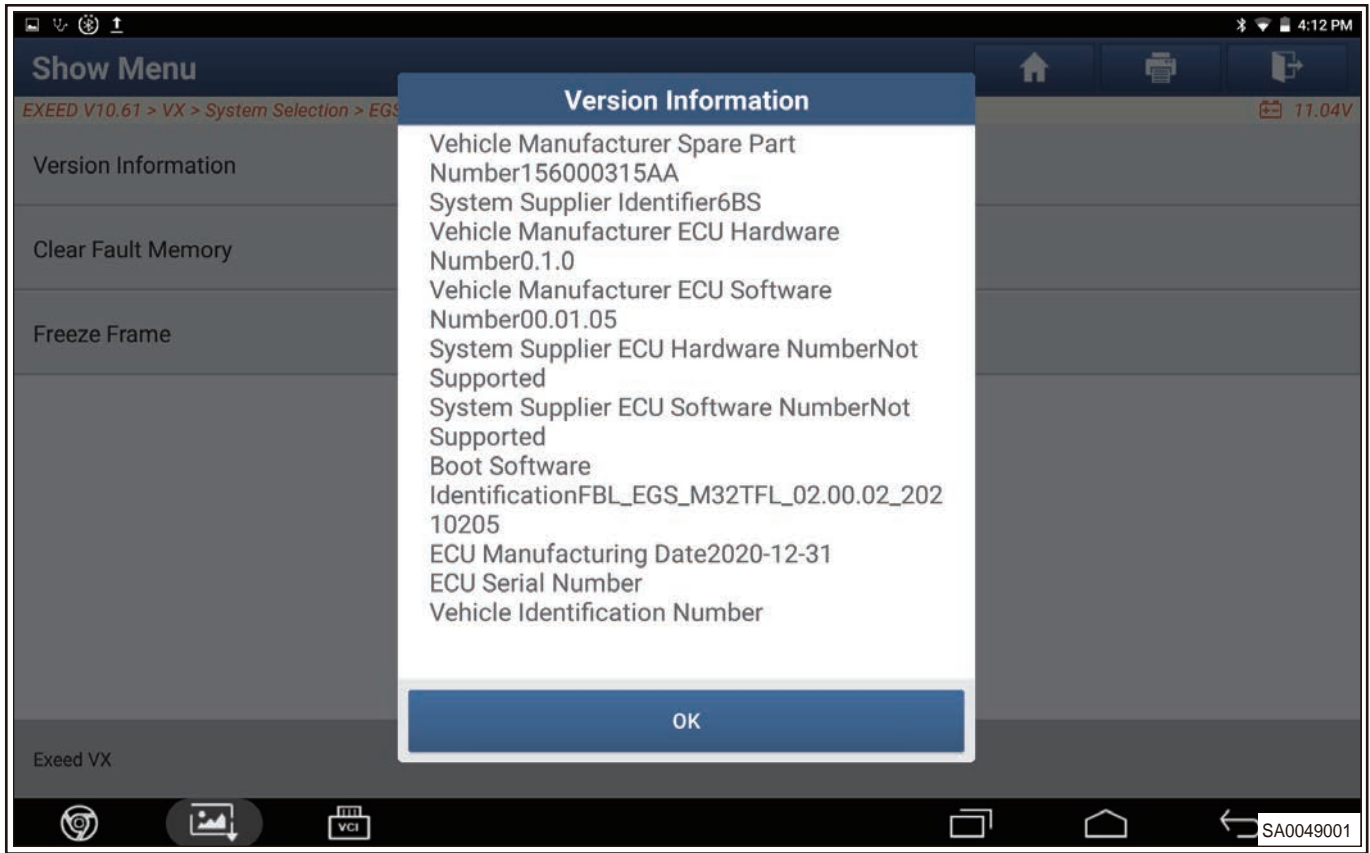 4:12 PM
Show Menu
EXEED V10.61 > VX > System Selection > EGS
11.04V
Version Information
Clear Fault Memory
Freeze Frame
Version Information
Vehicle Manufacturer Spare Part
Number156000315AA
System Supplier Identifier6BS
Vehicle Manufacturer ECU Hardware
Number0.1.0
Vehicle Manufacturer ECU Software
Number00.01.05
System Supplier ECU Hardware NumberNot
Supported
System Supplier ECU Software NumberNot
Supported
Boot Software
IdentificationFBL_EGS_M32TFL_02.00.02_202
10205
ECU Manufacturing Date2020-12-31
ECU Serial Number
Vehicle Identification Number
OK
Exeed VX
VCI
SA0049001